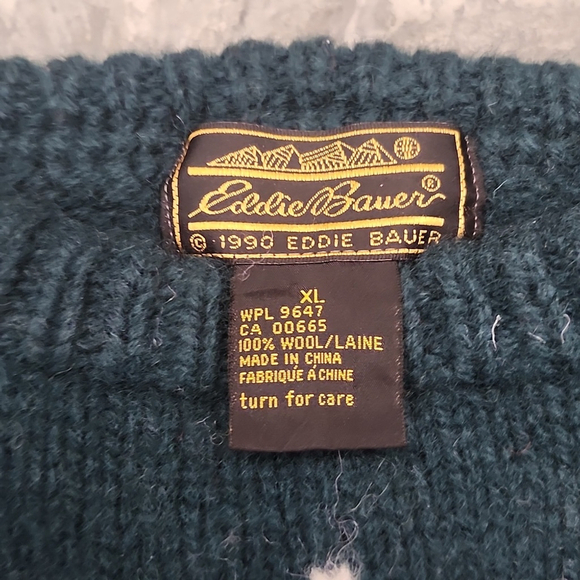 Eddie Bauer®
© 1990 EDDIE BAUER
XL
WPL 9647
CA 00665
100% WOOL/LAINE
MADE IN CHINA
FABRIQUÉ À CHINE
turn for care